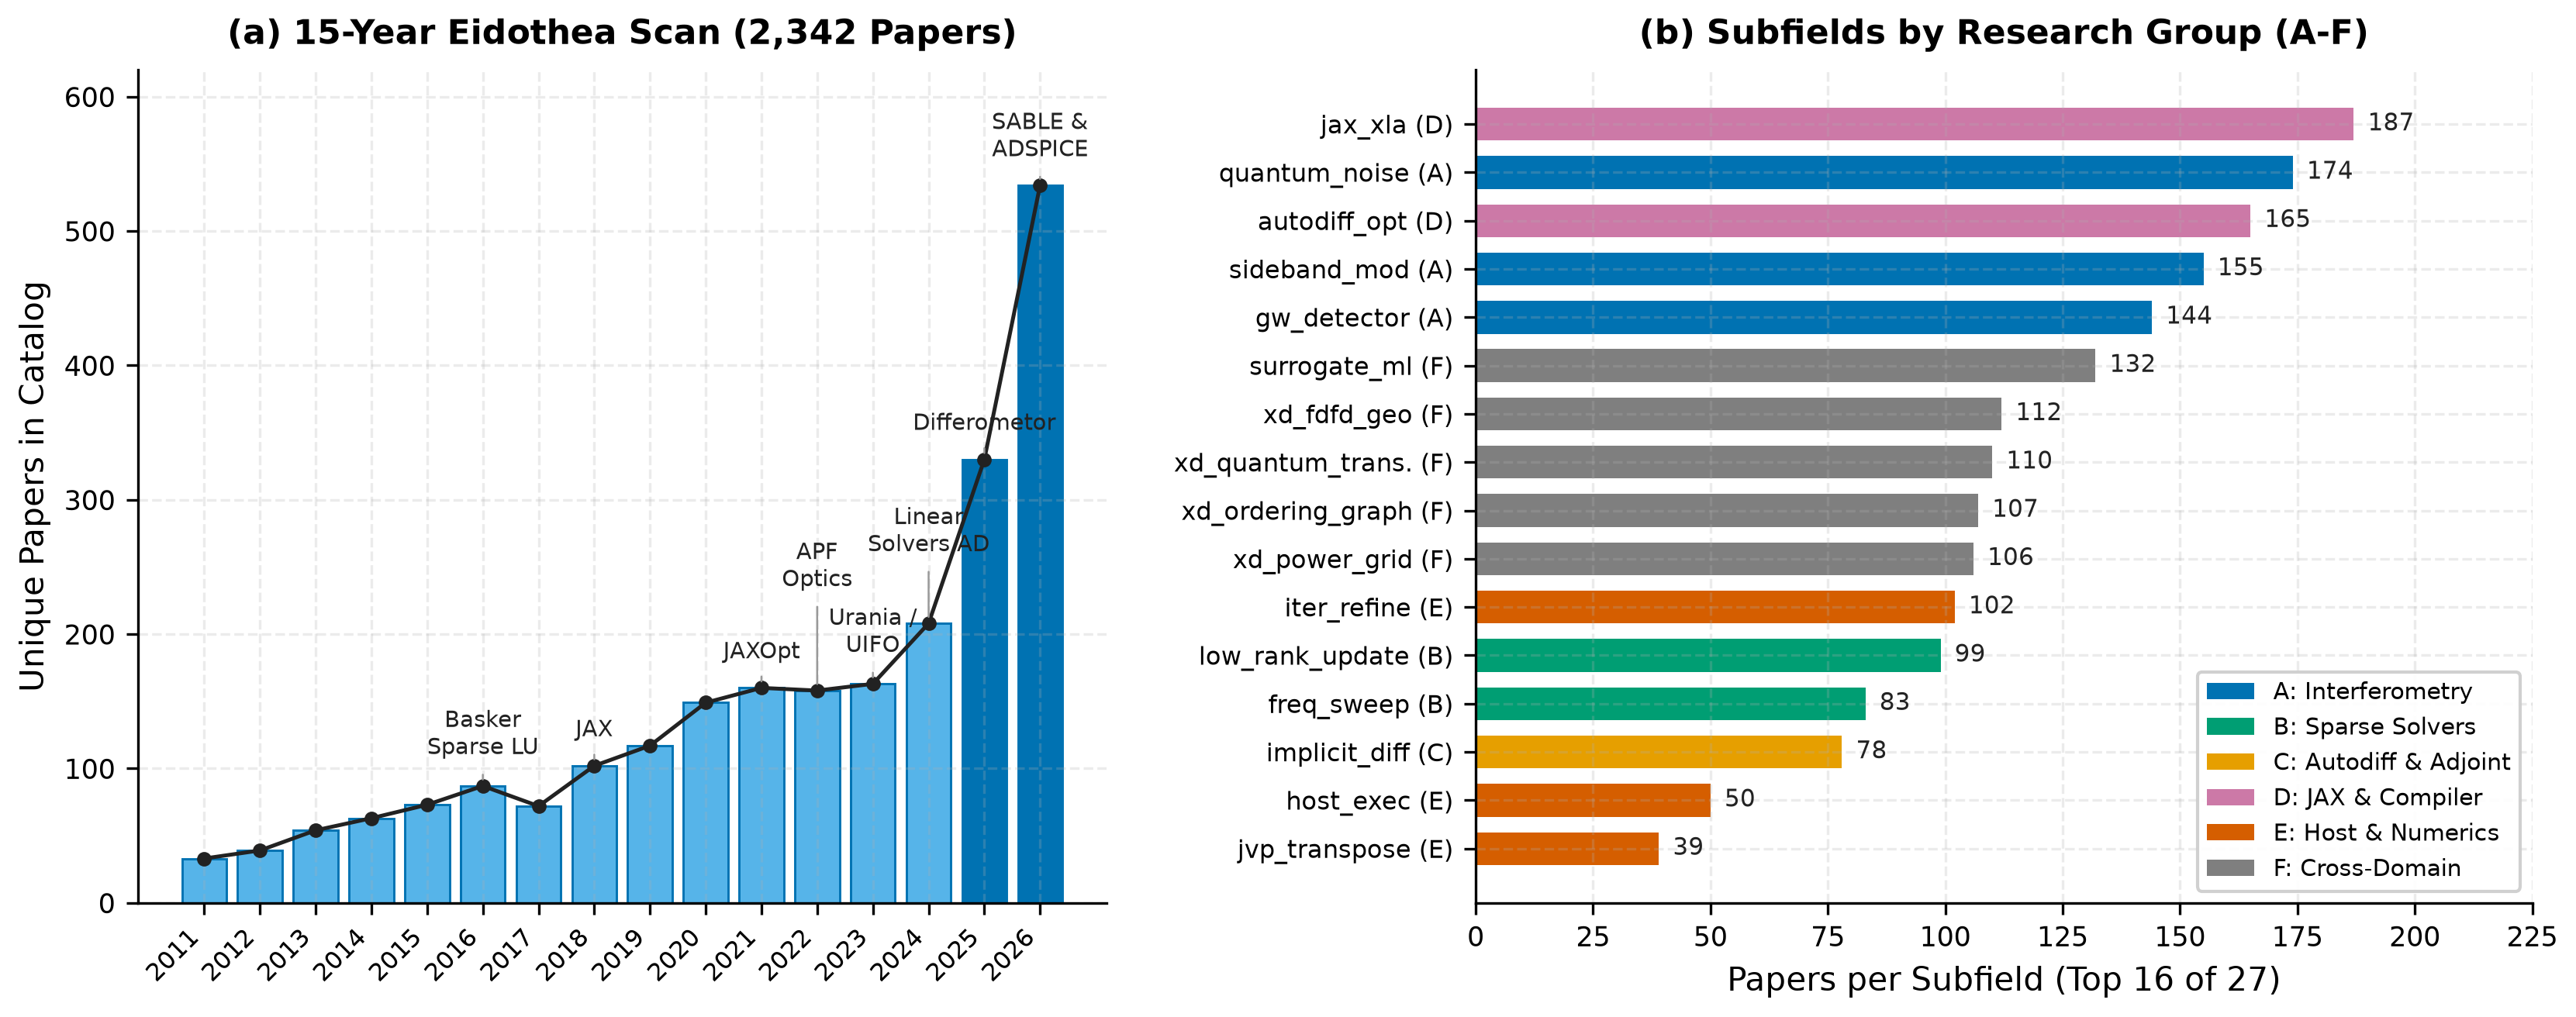 (a) 15-Year Eidothea Scan (2,342 Papers)
Unique Papers in Catalog
600
500
400
300
200
100
0
SABLE &
ADSPICE
Differometor
Linear
Solvers AD
APF
Optics
Urania /
UIFO
JAXOpt
JAX
Basker
Sparse LU
2011
2012
2013
2014
2015
2016
2017
2018
2019
2020
2021
2022
2023
2024
2025
2026
(b) Subfields by Research Group (A-F)
jax_xla (D) 187
quantum_noise (A) 174
autodiff_opt (D) 165
sideband_mod (A) 155
gw_detector (A) 144
surrogate_ml (F) 132
xd_fdfd_geo (F) 112
xd_quantum_trans. (F) 110
xd_ordering_graph (F) 107
xd_power_grid (F) 106
iter_refine (E) 102
low_rank_update (B) 99
freq_sweep (B) 83
implicit_diff (C) 78
host_exec (E) 50
jvp_transpose (E) 39
A: Interferometry
B: Sparse Solvers
C: Autodiff & Adjoint
D: JAX & Compiler
E: Host & Numerics
F: Cross-Domain
0 25 50 75 100 125 150 175 200 225
Papers per Subfield (Top 16 of 27)